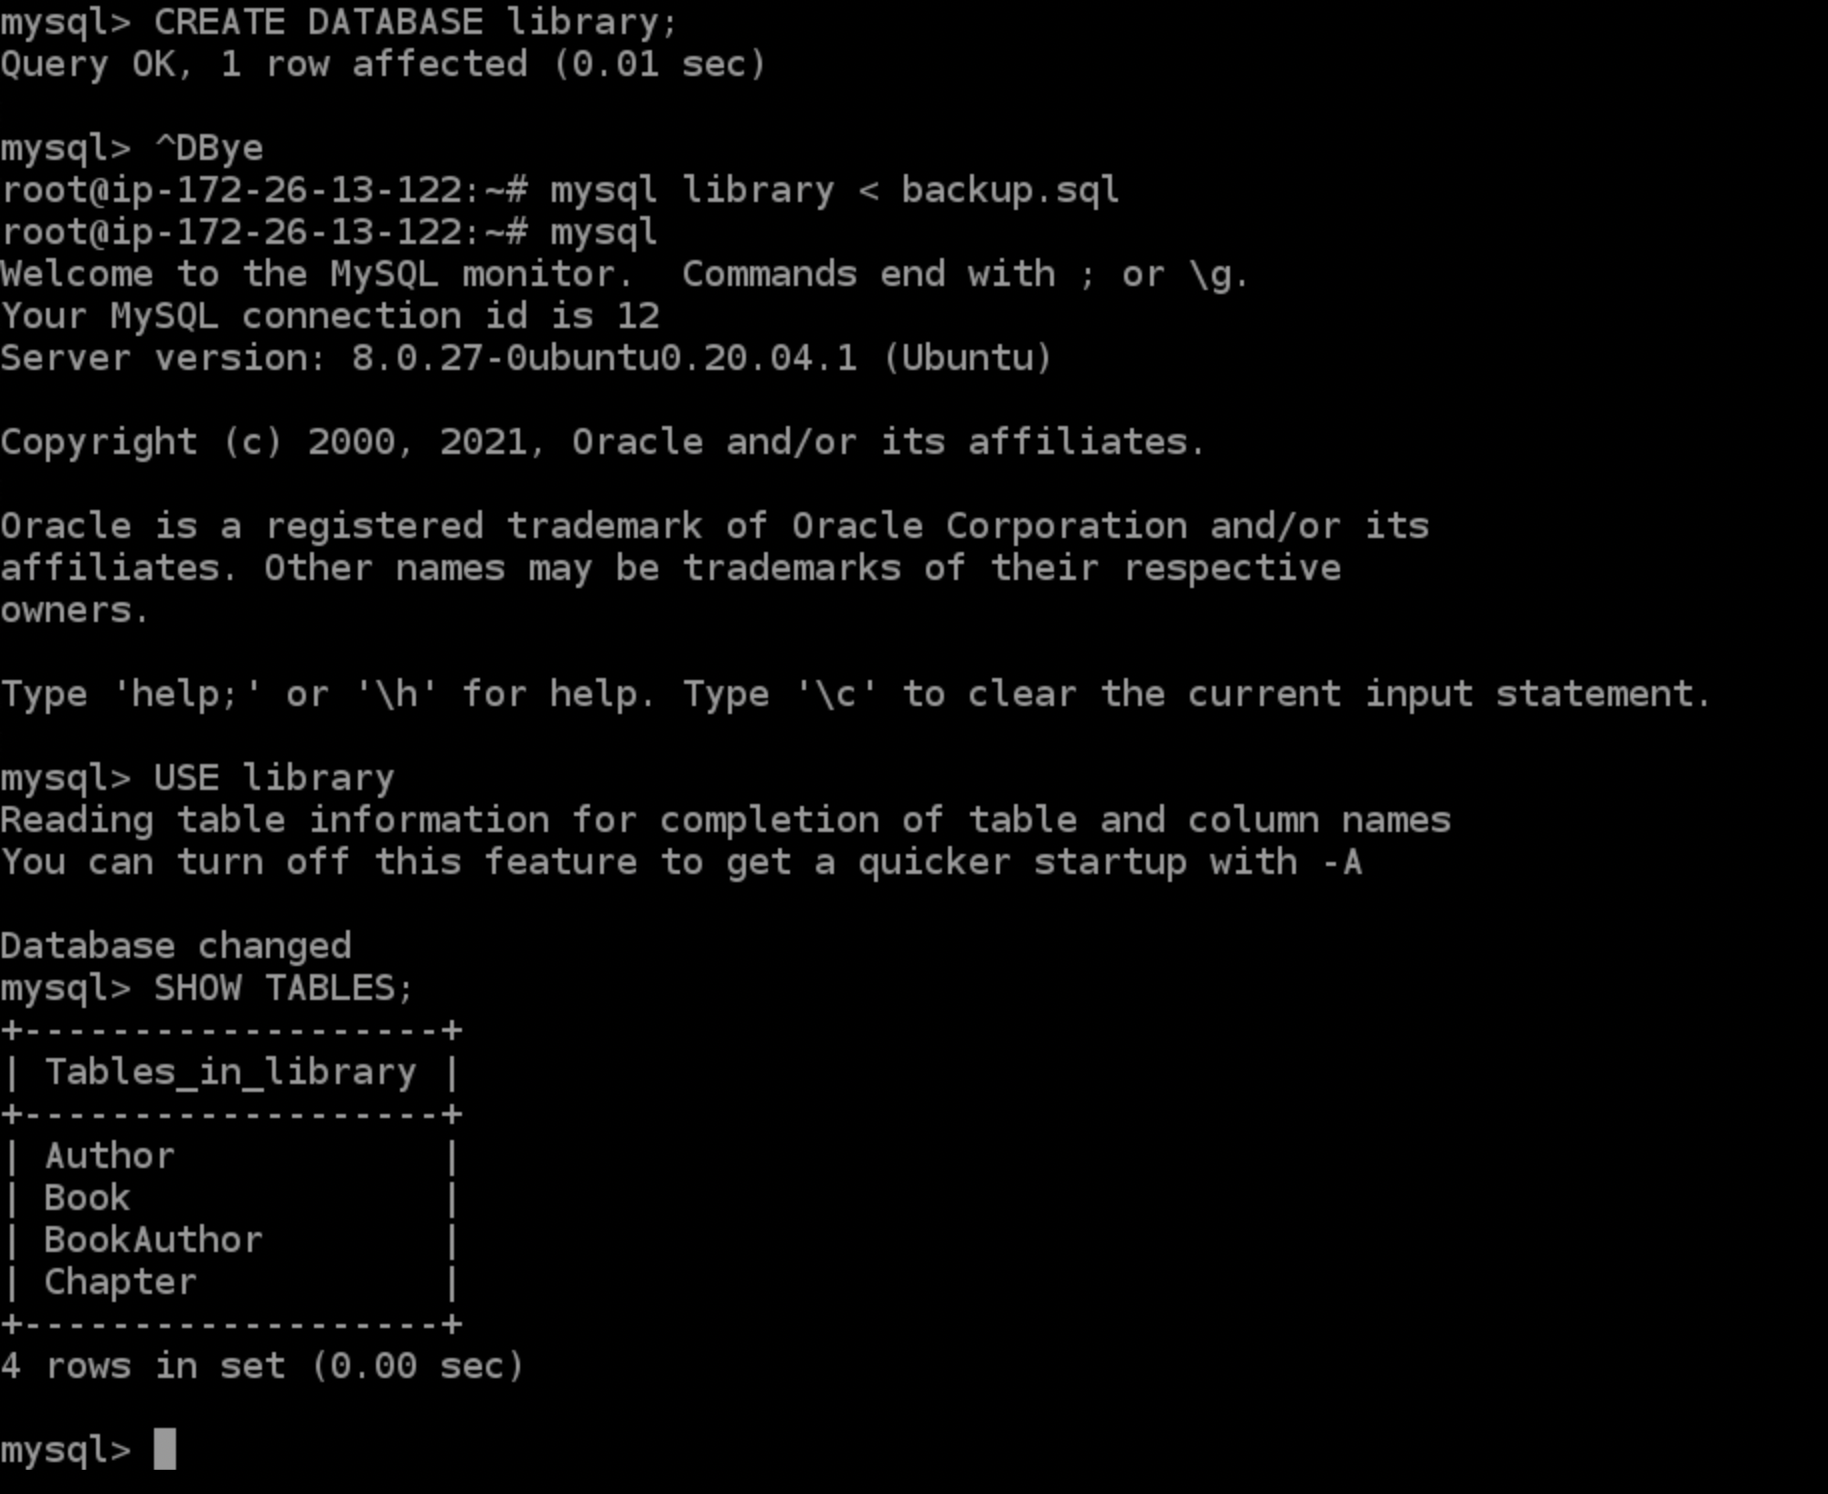 mysql> CREATE DATABASE library;
Query OK, 1 row affected (0.01 sec)
mysql> ^DBye
root@ip-172-26-13-122:~# mysql library < backup.sql
root@ip-172-26-13-122:~# mysql
Welcome to the MySQL monitor.  Commands end with ; or \g.
Your MySQL connection id is 12
Server version: 8.0.27-0ubuntu0.20.04.1 (Ubuntu)
Copyright (c) 2000, 2021, Oracle and/or its affiliates.
Oracle is a registered trademark of Oracle Corporation and/or its
affiliates. Other names may be trademarks of their respective
owners.
Type 'help;' or '\h' for help. Type '\c' to clear the current input statement.
mysql> USE library
Reading table information for completion of table and column names
You can turn off this feature to get a quicker startup with -A
Database changed
mysql> SHOW TABLES;
+-------------------+
| Tables_in_library |
+-------------------+
| Author            |
| Book              |
| BookAuthor        |
| Chapter           |
+-------------------+
4 rows in set (0.00 sec)
mysql>